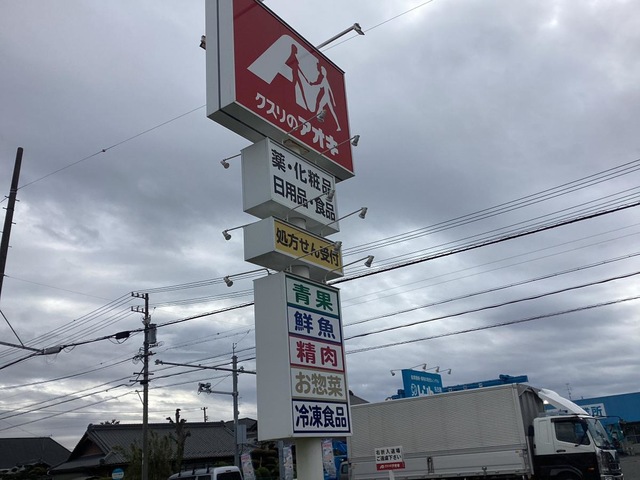 クスリのアオキ
薬・化粧品
日用品・食品
処方せん受付
青果
鮮魚
精肉
お惣菜
冷凍食品